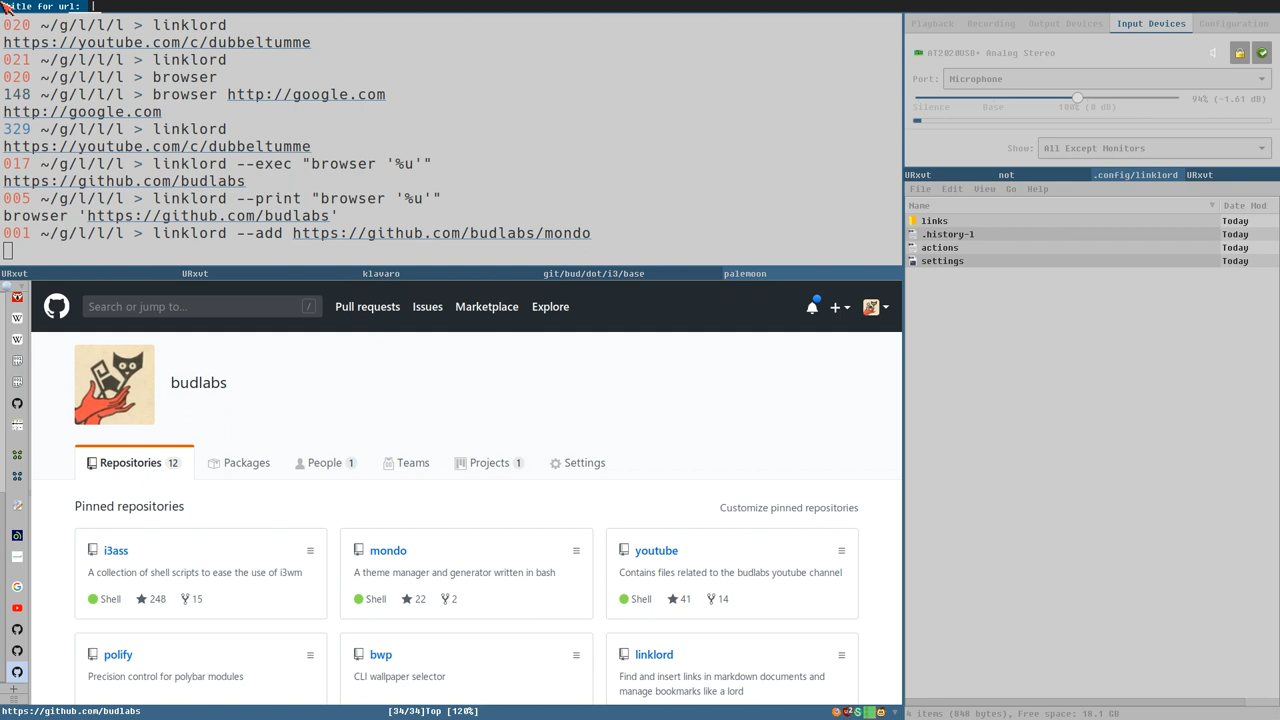 title for url:
020 ~/g/l/l/l > linklord
https://youtube.com/c/dubbeltumme
021 ~/g/l/l/l > linklord
020 ~/g/l/l/l > browser
148 ~/g/l/l/l > browser http://google.com
http://google.com
329 ~/g/l/l/l > linklord
https://youtube.com/c/dubbeltumme
017 ~/g/l/l/l > linklord --exec "browser '%u'"
https://github.com/budlabs
005 ~/g/l/l/l > linklord --print "browser '%u'"
browser 'https://github.com/budlabs'
001 ~/g/l/l/l > linklord --add https://github.com/budlabs/mondo
URxvt URxvt klavaro git/bud/dot/i3/base palemoon
Search or jump to... /
Pull requests Issues Marketplace Explore
budlabs
Repositories 12 Packages People 1 Teams Projects 1 Settings
Pinned repositories Customize pinned repositories
i3ass
A collection of shell scripts to ease the use of i3wm
Shell 248 15
mondo
A theme manager and generator written in bash
Shell 22 2
youtube
Contains files related to the budlabs youtube channel
Shell 41 14
polify
Precision control for polybar modules
bwp
CLI wallpaper selector
linklord
Find and insert links in markdown documents and
manage bookmarks like a lord
https://github.com/budlabs [34/34]Top [120%]
Playback Recording Output Devices Input Devices Configuration
AT2020USB+ Analog Stereo
Port: Microphone
94% (-1.61 dB)
Silence Base 100% (0 dB)
Show: All Except Monitors
URxvt not .config/linklord URxvt
File Edit View Go Help
Name Date Mod
links Today
.history-1 Today
actions Today
settings Today
4 items (848 bytes), Free space: 18.1 GB